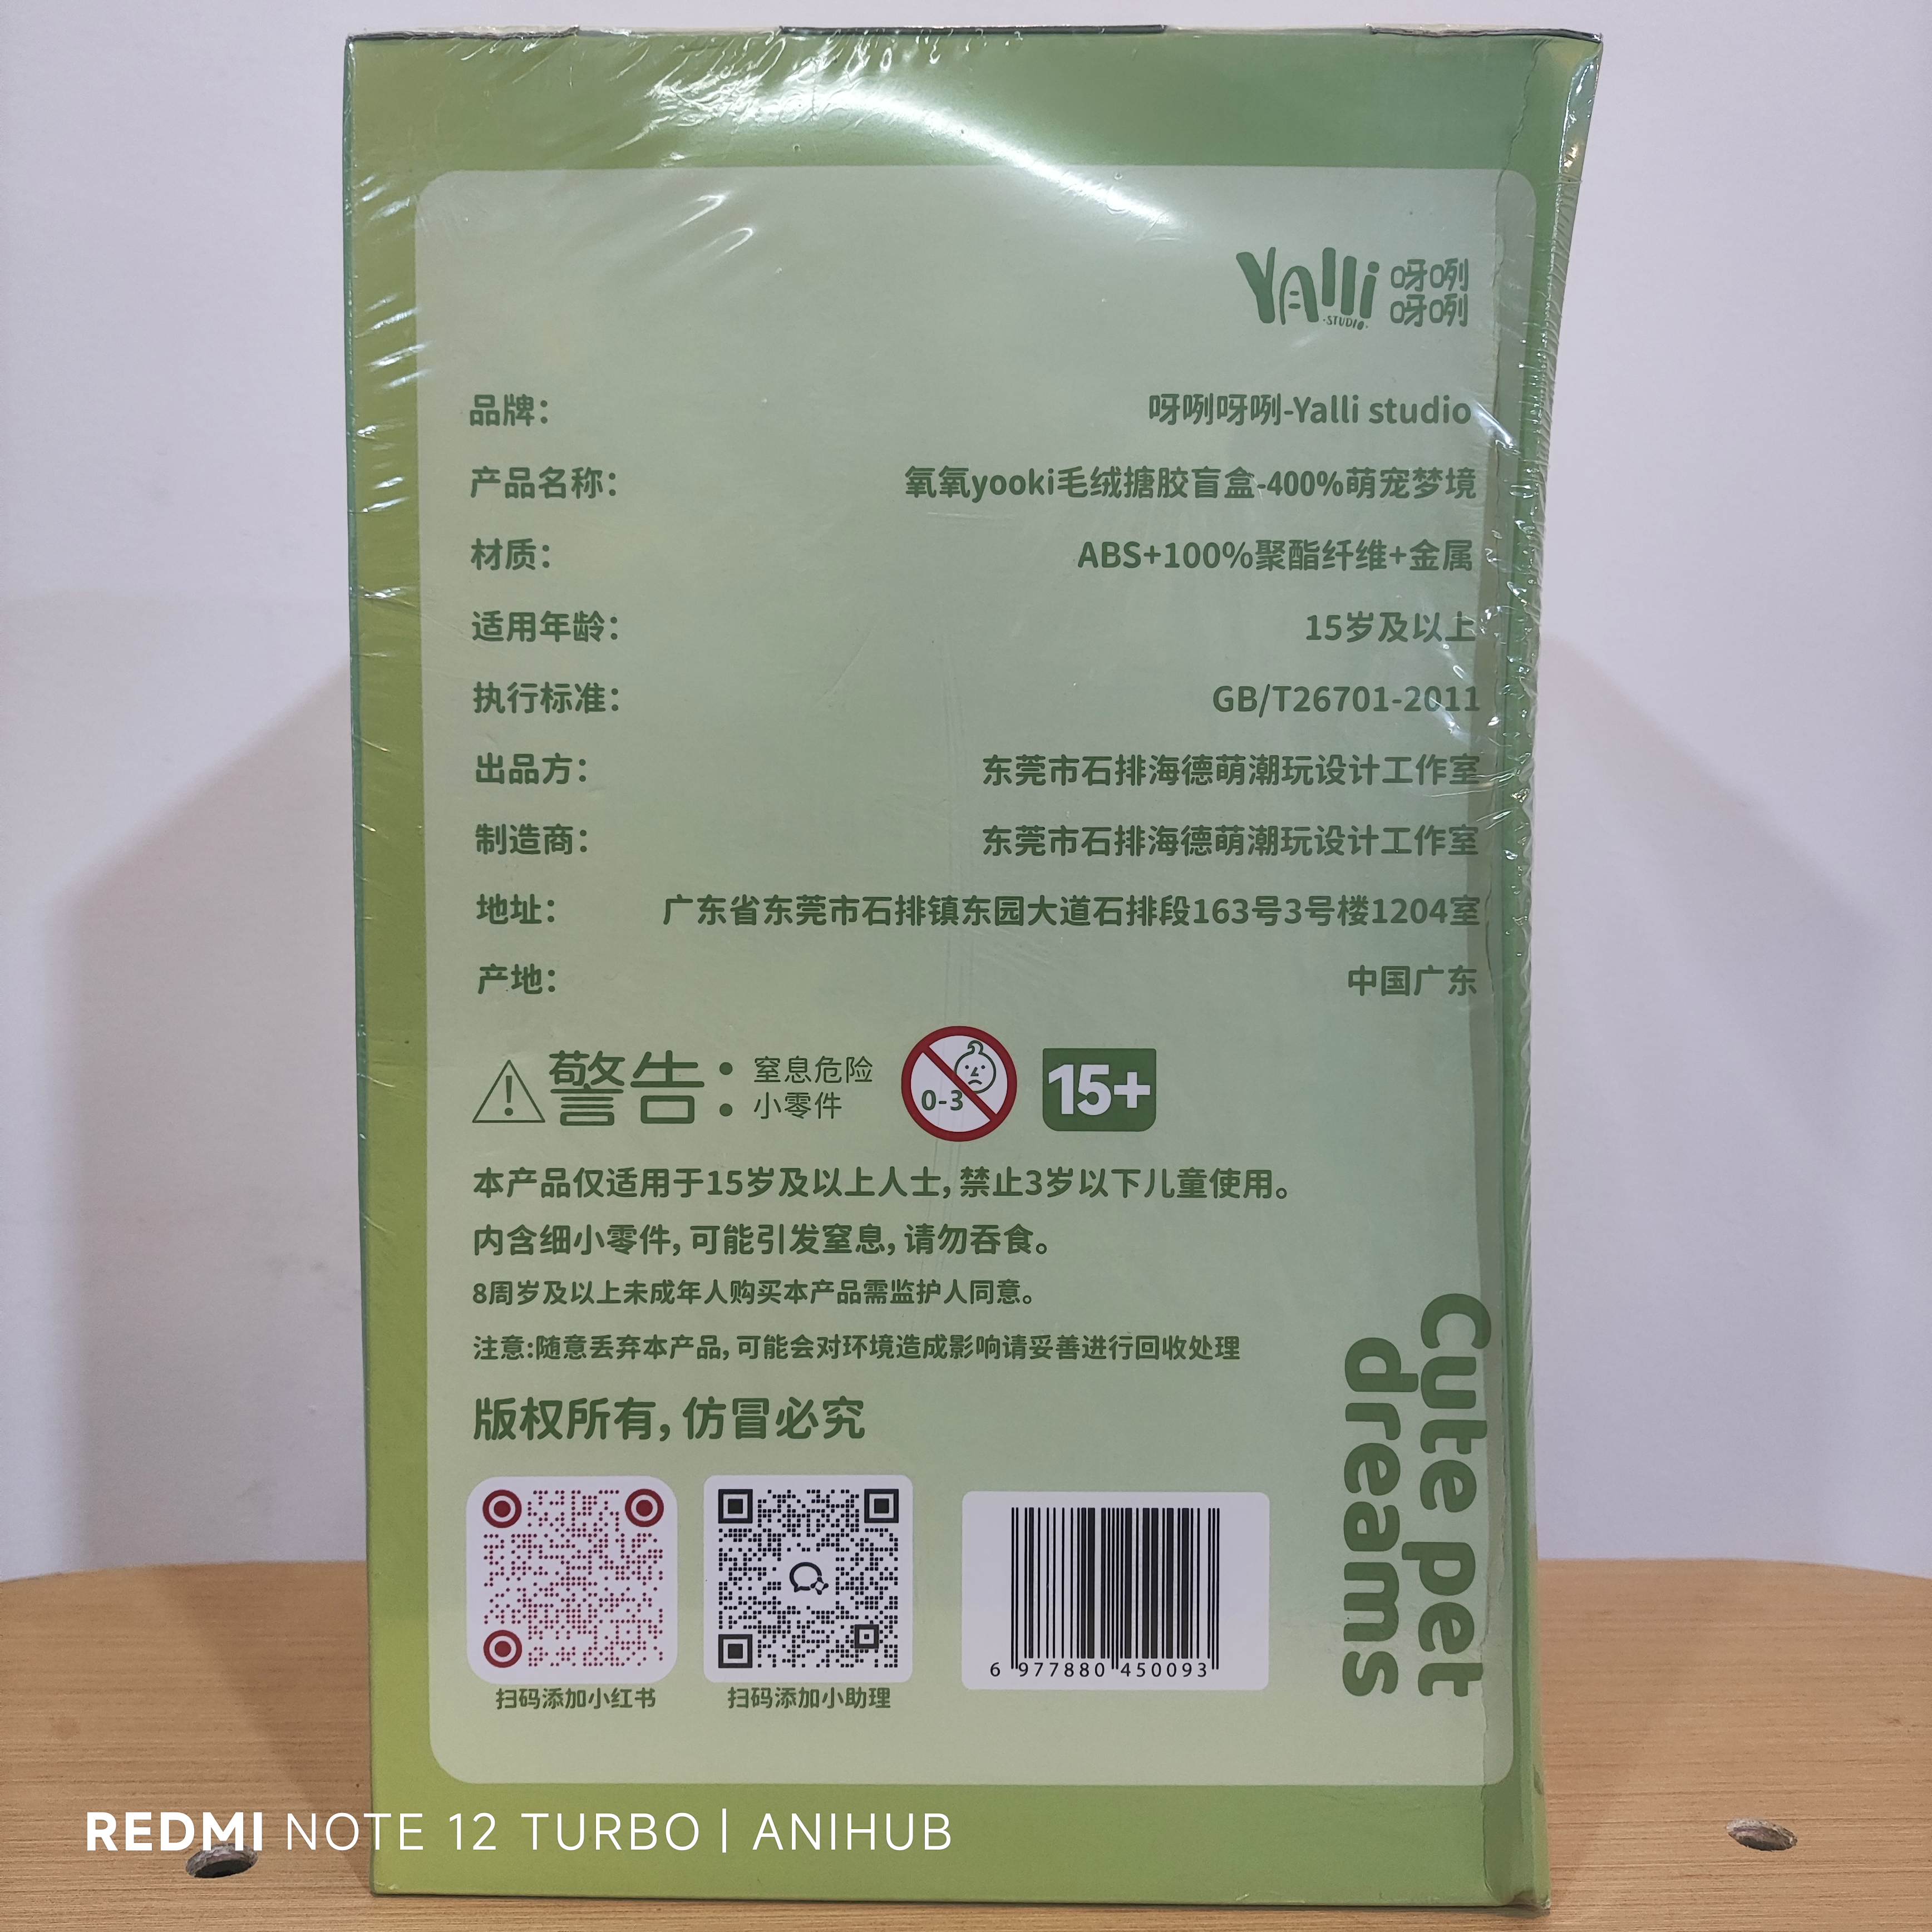 Yalli 呀咧
-STUDIO- 呀咧
品牌： 呀咧呀咧-Yalli studio
产品名称： 氧氧yooki毛绒搪胶盲盒-400%萌宠梦境
材质： ABS+100%聚酯纤维+金属
适用年龄： 15岁及以上
执行标准： GB/T26701-2011
出品方： 东莞市石排海德萌潮玩设计工作室
制造商： 东莞市石排海德萌潮玩设计工作室
地址： 广东省东莞市石排镇东园大道石排段163号3号楼1204室
产地： 中国广东
警告： 窒息危险
小零件
0-3
15+
本产品仅适用于15岁及以上人士，禁止3岁以下儿童使用。
内含细小零件，可能引发窒息，请勿吞食。
8周岁及以上未成年人购买本产品需监护人同意。
注意:随意丢弃本产品，可能会对环境造成影响请妥善进行回收处理
版权所有，仿冒必究
Cute pet
dreams
6 977880 450093
扫码添加小红书
扫码添加小助理
REDMI NOTE 12 TURBO | ANIHUB